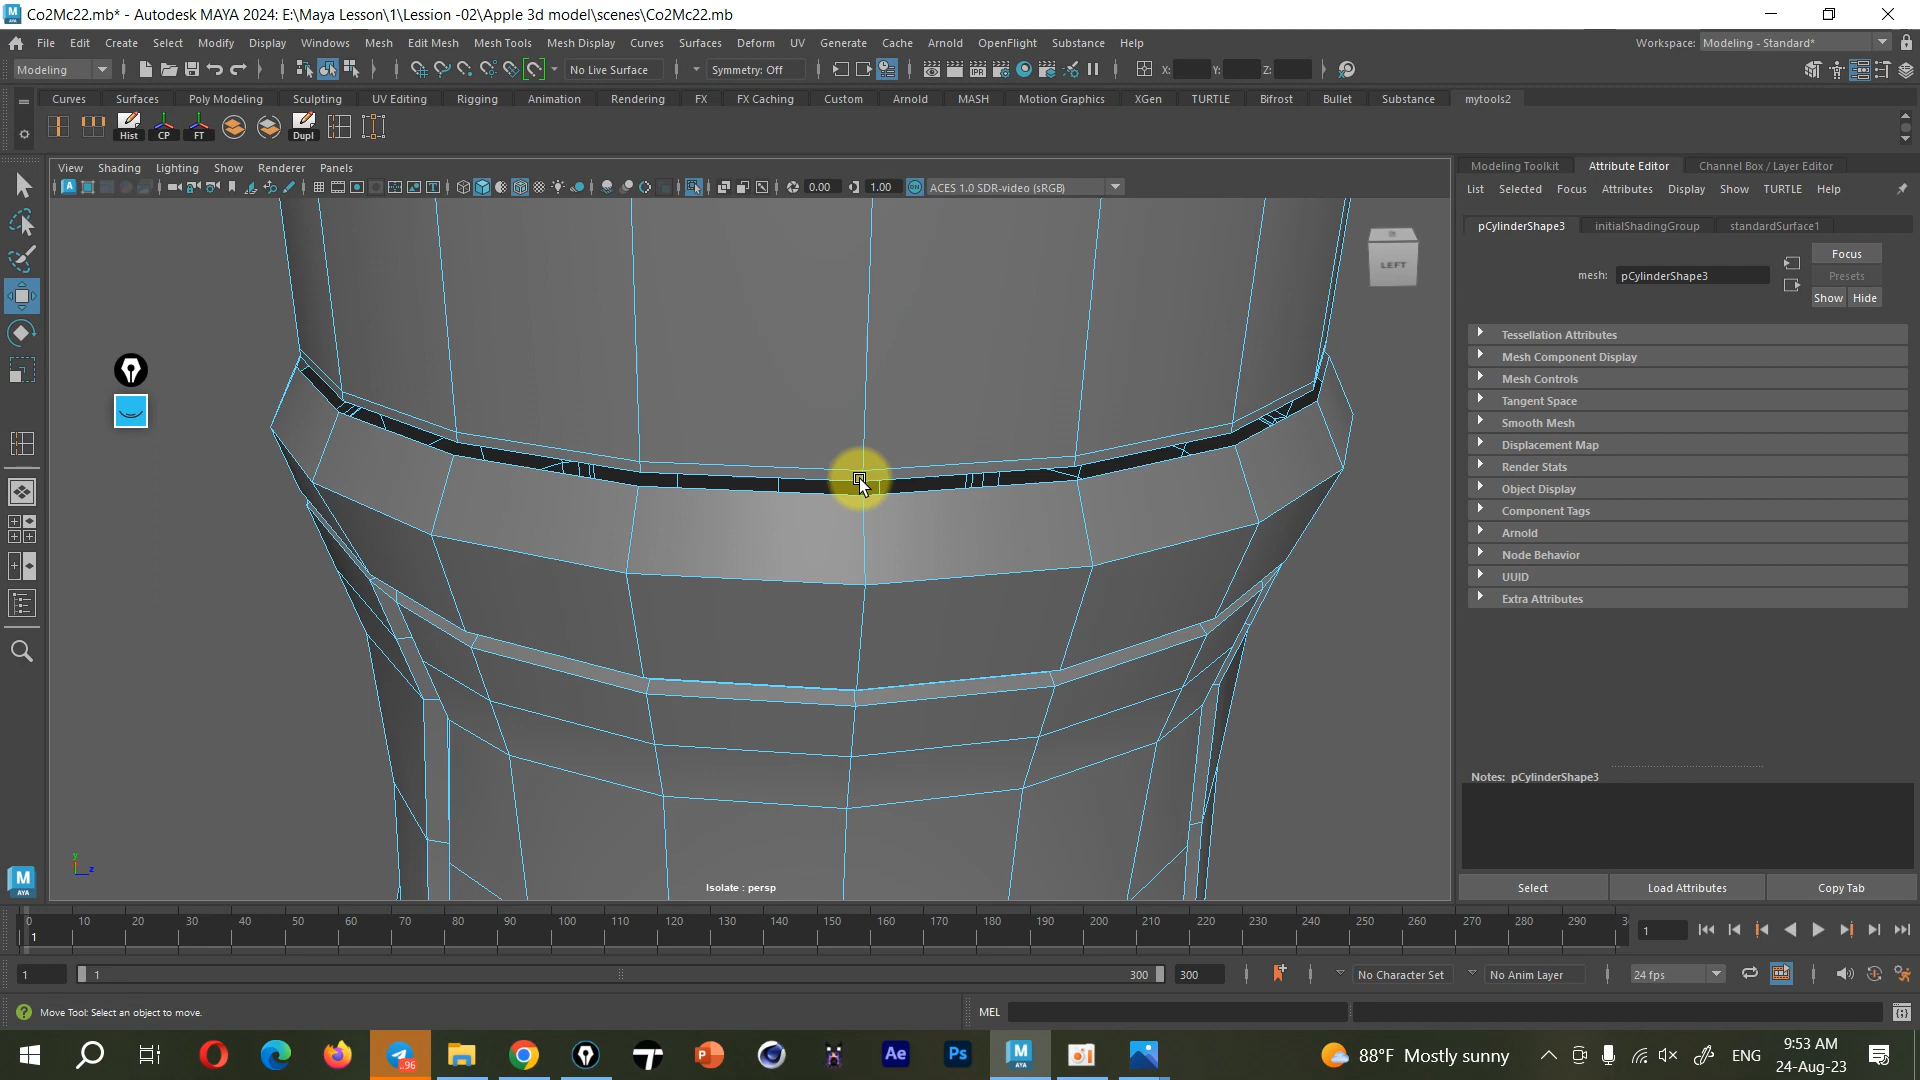 Co2Mc22.mb* - Autodesk MAYA 2024: E:\Maya Lesson\1\Lession -02\Apple 3d model\scenes\Co2Mc22.mb
File Edit Create Select Modify Display Windows Mesh Edit Mesh Mesh Tools Mesh Display Curves Surfaces Deform UV Generate Cache Arnold OpenFlight Substance Help
Workspace: Modeling - Standard*
Modeling No Live Surface Symmetry: Off X: Y: Z:
Curves Surfaces Poly Modeling Sculpting UV Editing Rigging Animation Rendering FX FX Caching Custom Arnold MASH Motion Graphics XGen TURTLE Bifrost Bullet Substance mytools2
Hist CP FT Dupl
View Shading Lighting Show Renderer Panels
0.00 1.00 ACES 1.0 SDR-video (sRGB)
Modeling Toolkit Attribute Editor Channel Box / Layer Editor
List Selected Focus Attributes Display Show TURTLE Help
pCylinderShape3 initialShadingGroup standardSurface1
mesh: pCylinderShape3
Focus
Presets
Show Hide
Tessellation Attributes
Mesh Component Display
Mesh Controls
Tangent Space
Smooth Mesh
Displacement Map
Render Stats
Object Display
Component Tags
Arnold
Node Behavior
UUID
Extra Attributes
Notes: pCylinderShape3
Select Load Attributes Copy Tab
LEFT
y
z
Isolate : persp
M
AYA
0 10 20 30 40 50 60 70 80 90 100 110 120 130 140 150 160 170 180 190 200 210 220 230 240 250 260 270 280 290 3
1
1
1 1 300 300 No Character Set No Anim Layer 24 fps
Move Tool: Select an object to move.
MEL
96
Ae Ps M AYA
88°F Mostly sunny
ENG
9:53 AM
24-Aug-23